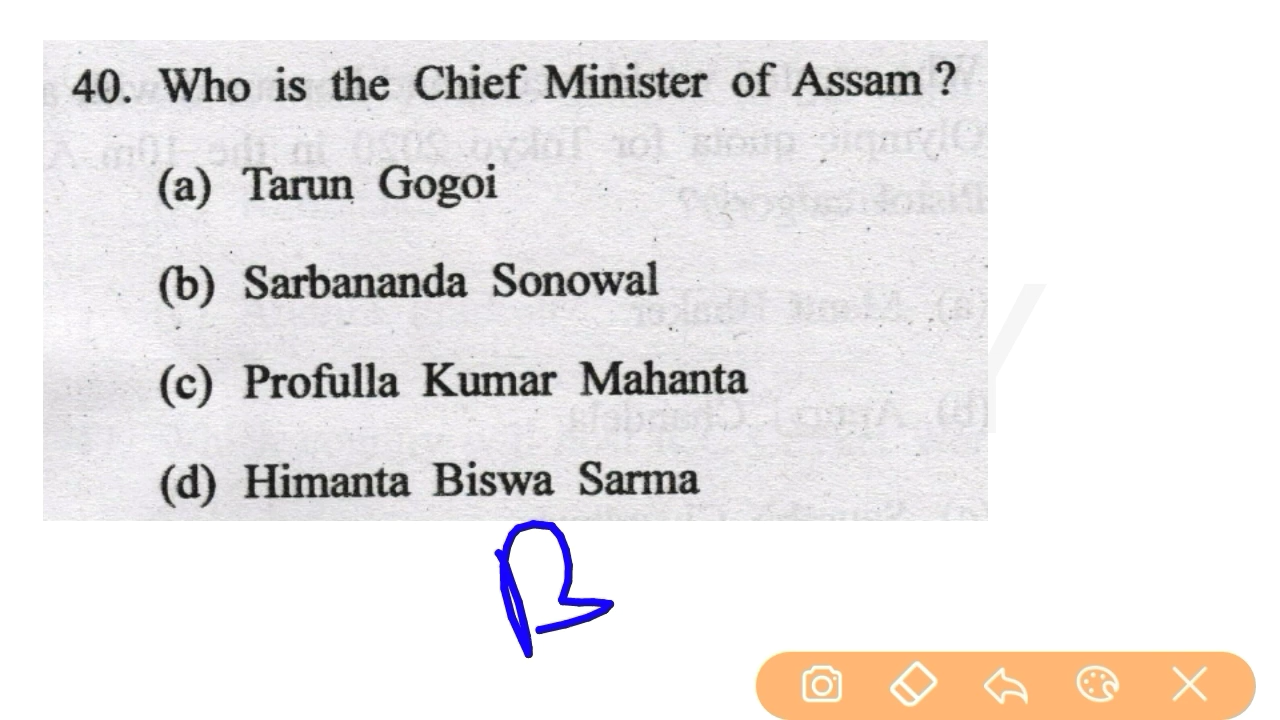 40. Who is the Chief Minister of Assam ?
(a) Tarun Gogoi
(b) Sarbananda Sonowal
(c) Profulla Kumar Mahanta
(d) Himanta Biswa Sarma
B